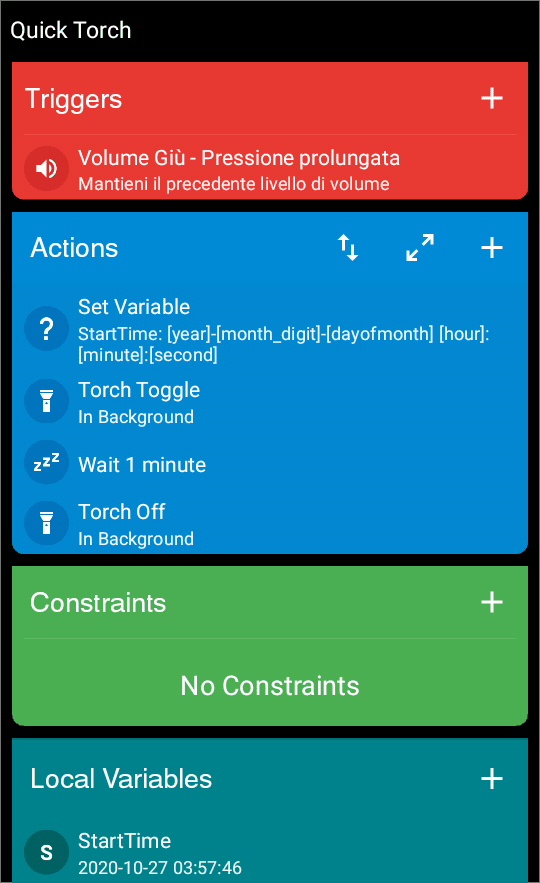 Quick Torch
Triggers
Volume Giù - Pressione prolungata
Mantieni il precedente livello di volume
Actions
Set Variable
StartTime: [year]-[month_digit]-[dayofmonth] [hour]:
[minute]:[second]
Torch Toggle
In Background
zzz
Wait 1 minute
Torch Off
In Background
Constraints
No Constraints
Local Variables
S
StartTime
2020-10-27 03:57:46